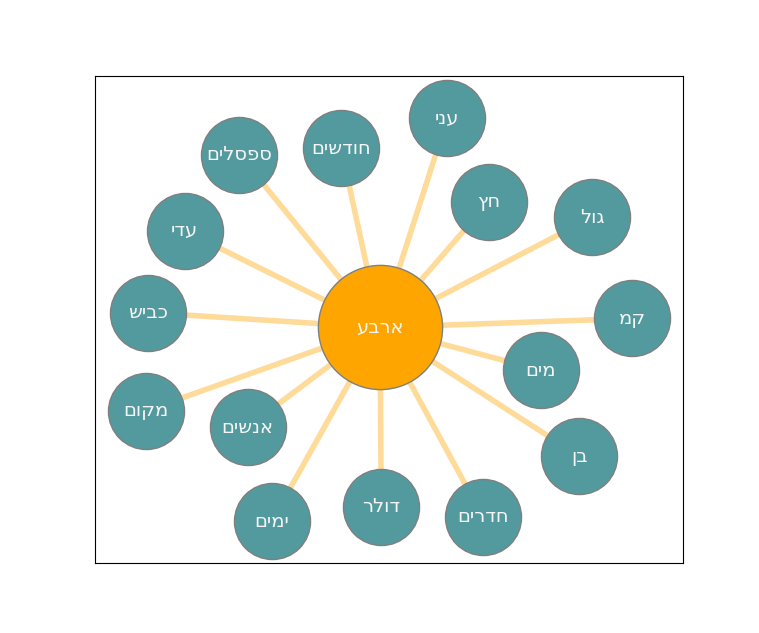 עני
חודשים
ספסלים
חץ
גול
עדי
כביש
קמ
ארבע
מים
מקום
אנשים
בן
דולר
חדרים
ימים